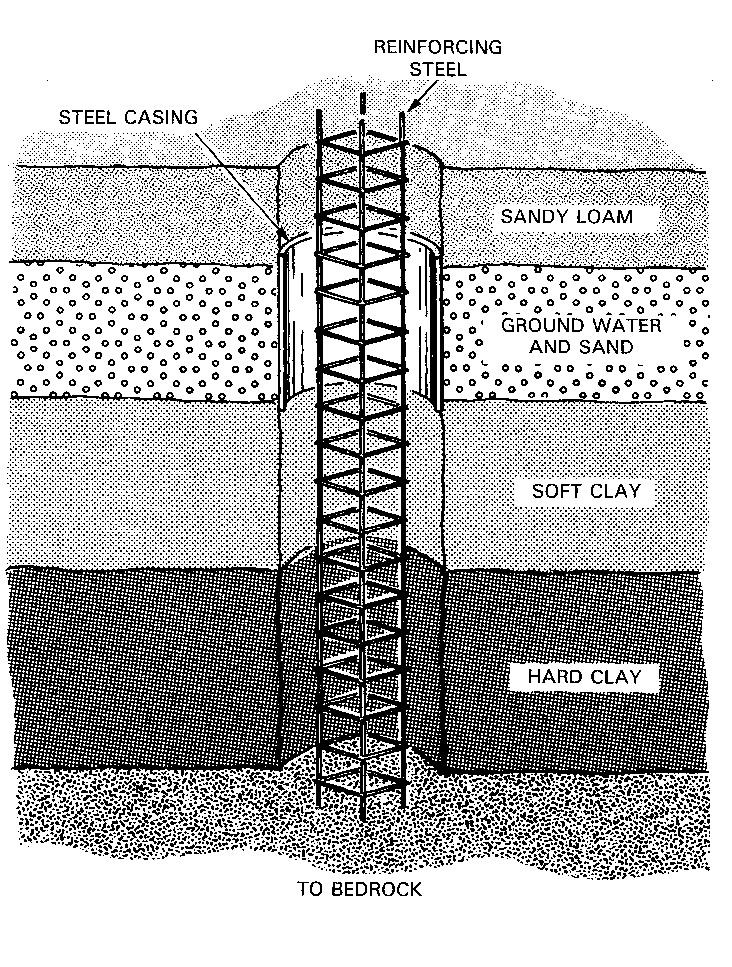 REINFORCING
STEEL
STEEL CASING
SANDY LOAM
GROUND WATER
AND SAND
SOFT CLAY
HARD CLAY
TO BEDROCK